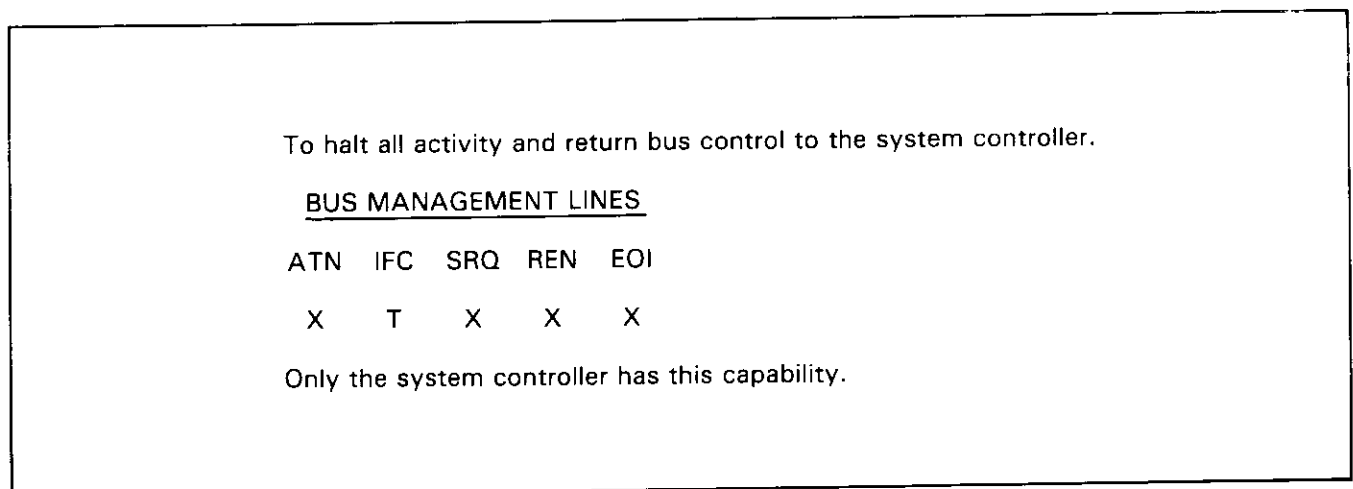 To halt all activity and return bus control to the system controller.
BUS MANAGEMENT LINES
ATN IFC SRQ REN EOI
X T X X X
Only the system controller has this capability.